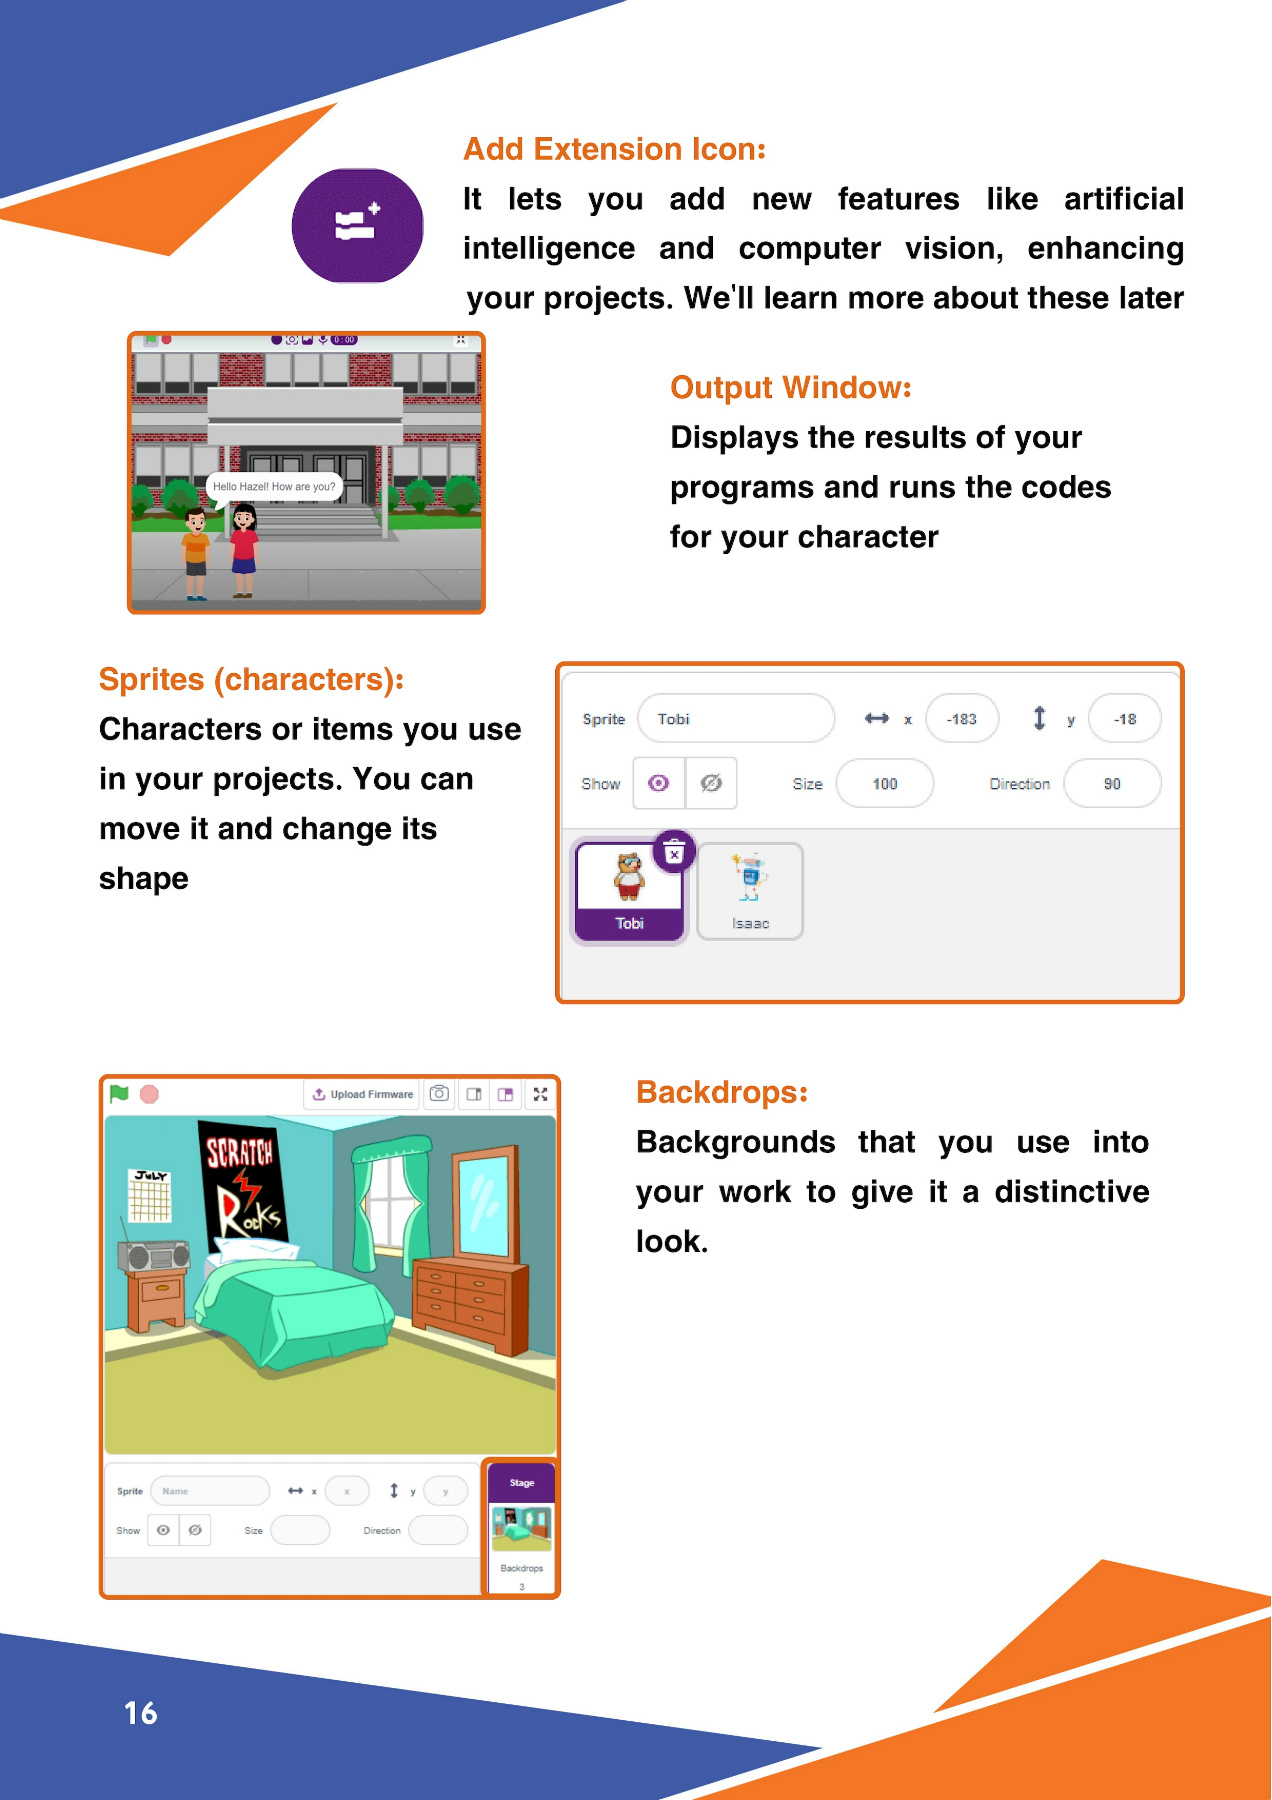 Add Extension Icon:
It lets you add new features like artificial
intelligence and computer vision, enhancing
your projects. We'll learn more about these later
0:00
Hello Hazel! How are you?
Output Window:
Displays the results of your
programs and runs the codes
for your character
Sprites (characters):
Characters or items you use
in your projects. You can
move it and change its
shape
Sprite Tobi x -183 y -18
Show Size 100 Direction 90
Tobi Isaac
Upload Firmware
SCRATCH
JULY
Rocks
Backdrops:
Backgrounds that you use into
your work to give it a distinctive
look.
Sprite Name x x y y
Show Size Direction
Stage
Backdrops
3
16